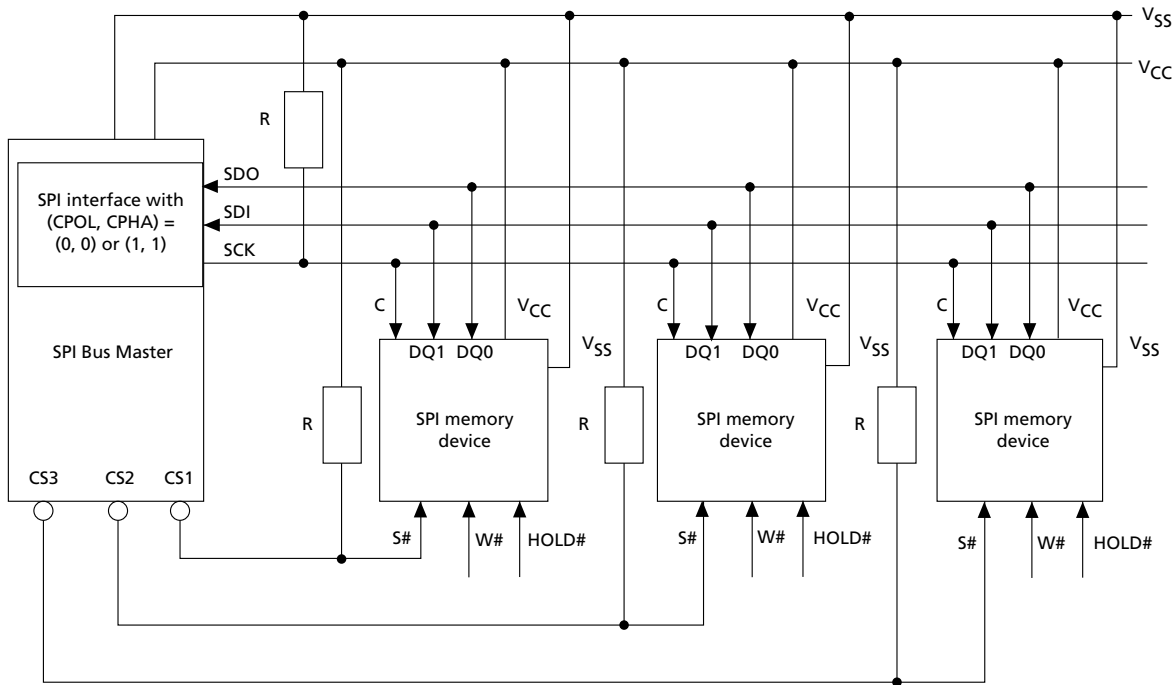 VSS
VCC
R
SDO
SPI interface with
(CPOL, CPHA) =
(0, 0) or (1, 1)
SDI
SCK
SPI Bus Master
CS3 CS2 CS1
C
VCC
DQ1 DQ0
VSS
SPI memory
device
R
S#
W#
HOLD#
C
VCC
DQ1 DQ0
VSS
SPI memory
device
R
S#
W#
HOLD#
C
VCC
DQ1 DQ0
VSS
SPI memory
device
R
S#
W#
HOLD#